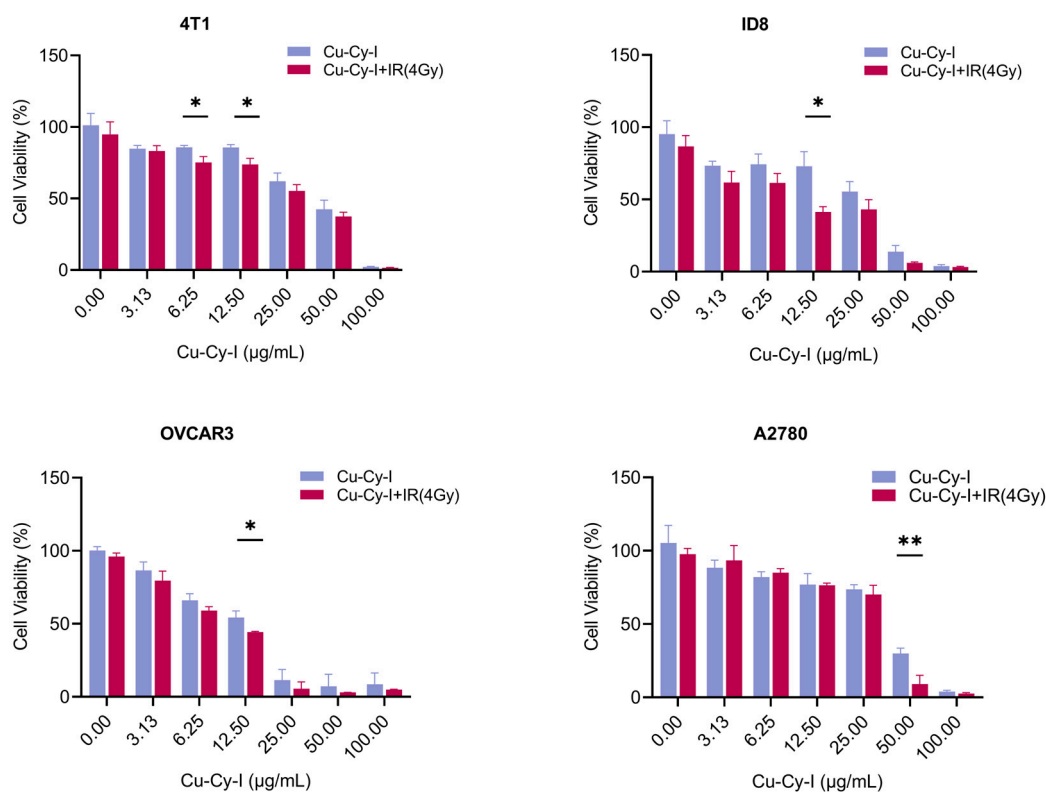 4T1
150
100
50
0
Cell Viability (%)
Cu-Cy-I
Cu-Cy-I+IR(4Gy)
*
*
0.00
3.13
6.25
12.50
25.00
50.00
100.00
Cu-Cy-I (μg/mL)
ID8
150
100
50
0
Cell Viability (%)
Cu-Cy-I
Cu-Cy-I+IR(4Gy)
*
0.00
3.13
6.25
12.50
25.00
50.00
100.00
Cu-Cy-I (μg/mL)
OVCAR3
150
100
50
0
Cell Viability (%)
Cu-Cy-I
Cu-Cy-I+IR(4Gy)
*
0.00
3.13
6.25
12.50
25.00
50.00
100.00
Cu-Cy-I (μg/mL)
A2780
150
100
50
0
Cell Viability (%)
Cu-Cy-I
Cu-Cy-I+IR(4Gy)
**
0.00
3.13
6.25
12.50
25.00
50.00
100.00
Cu-Cy-I (μg/mL)